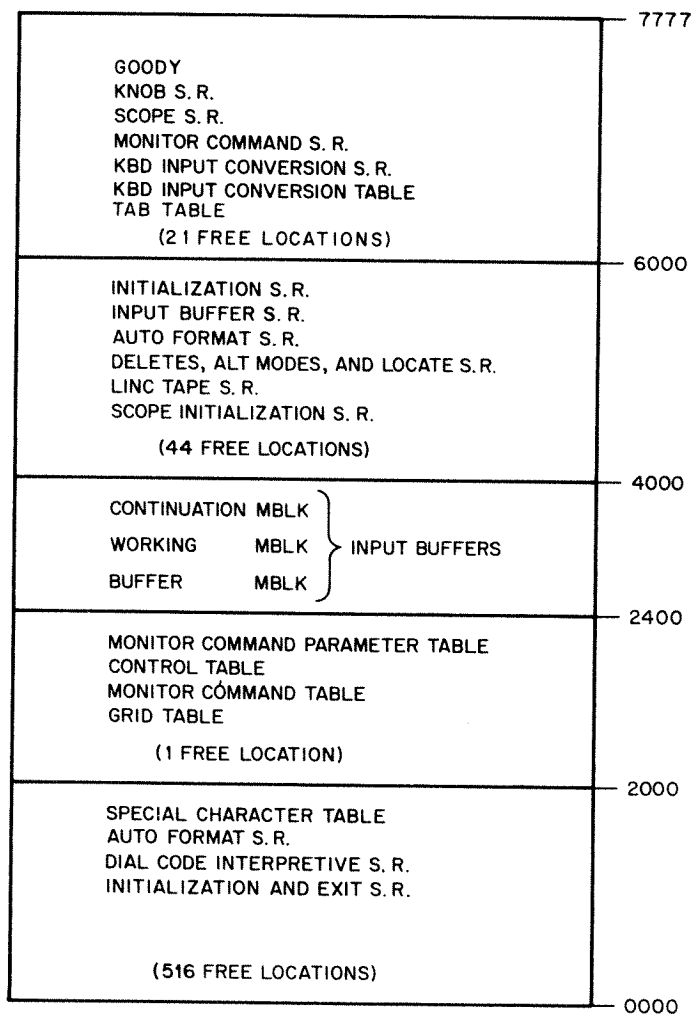 7777
GOODY
KNOB S.R.
SCOPE S.R.
MONITOR COMMAND S.R.
KBD INPUT CONVERSION S.R.
KBD INPUT CONVERSION TABLE
TAB TABLE
(21 FREE LOCATIONS)
6000
INITIALIZATION S.R.
INPUT BUFFER S.R.
AUTO FORMAT S.R.
DELETES, ALT MODES, AND LOCATE S.R.
LINC TAPE S.R.
SCOPE INITIALIZATION S.R.
(44 FREE LOCATIONS)
4000
CONTINUATION MBLK
WORKING MBLK
INPUT BUFFERS
BUFFER MBLK
2400
MONITOR COMMAND PARAMETER TABLE
CONTROL TABLE
MONITOR COMMAND TABLE
GRID TABLE
(1 FREE LOCATION)
2000
SPECIAL CHARACTER TABLE
AUTO FORMAT S.R.
DIAL CODE INTERPRETIVE S.R.
INITIALIZATION AND EXIT S.R.
(516 FREE LOCATIONS)
0000